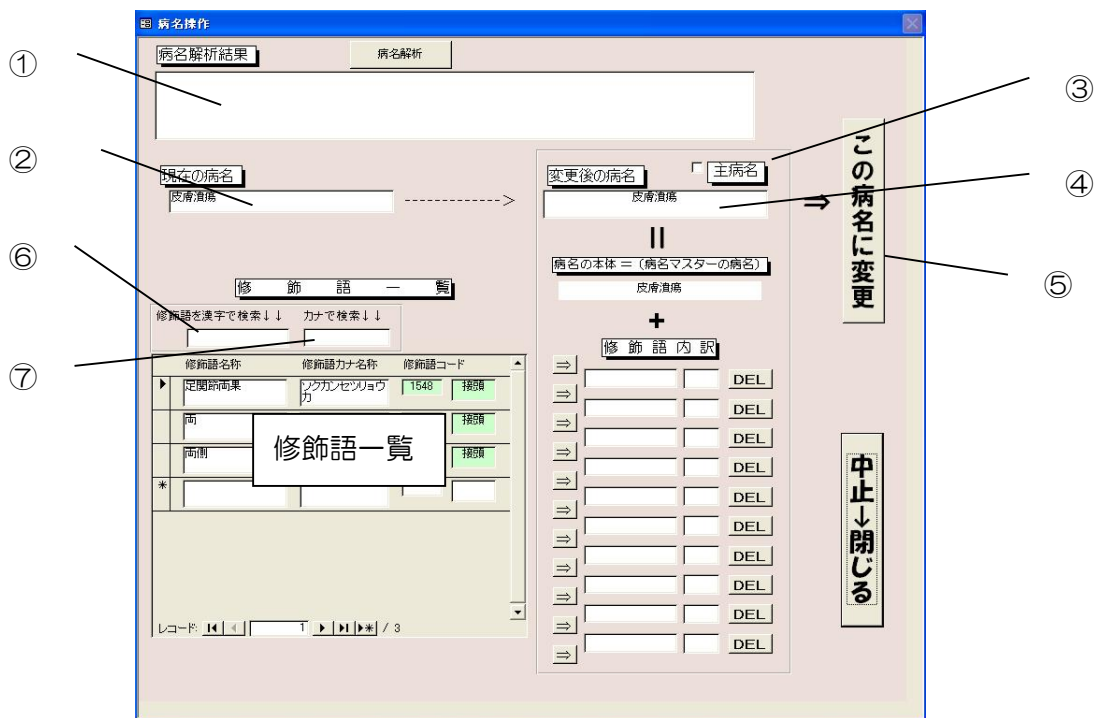 病名操作
病名解析結果
病名解析
①
②
現在の病名
皮膚潰瘍
------------>
変更後の病名
主病名
③
皮膚潰瘍
④
⇒
この病名に変更
⑤
=
病名の本体 = (病名マスターの病名)
皮膚潰瘍
+
修飾語内訳
⇒
DEL
⇒
DEL
⇒
DEL
⇒
DEL
⇒
DEL
⇒
DEL
⇒
DEL
⇒
DEL
⇒
DEL
⇒
DEL
⇒
修飾語一覧
⑥
修飾語を漢字で検索↓↓ カナで検索↓↓
⑦
修飾語名称 修飾語カナ名称 修飾語コード
足関節両果 ソクカンセツリョウカ 1548 接頭
両 接頭
両側 接頭
*
修飾語一覧
レコード: 1 / 3
中止→閉じる